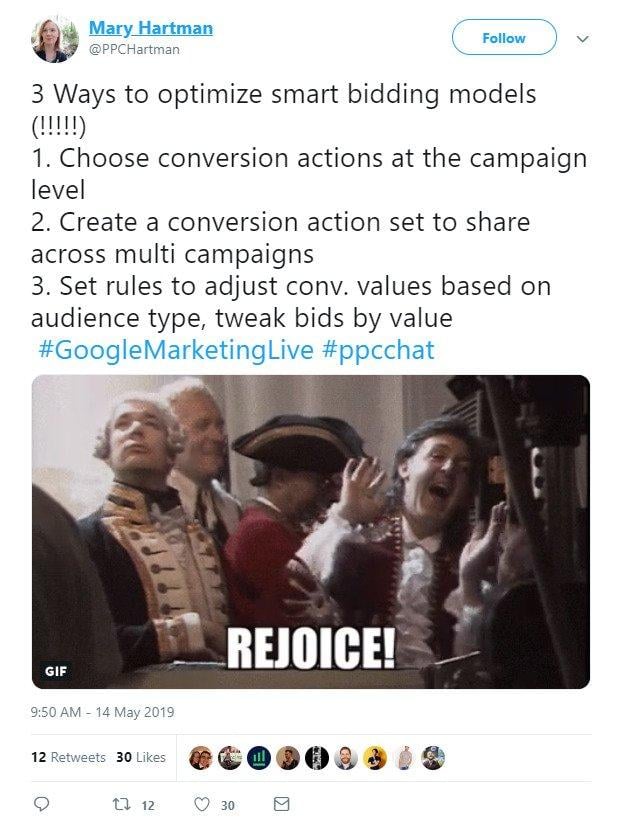 Mary Hartman
@PPCHartman
Follow
3 Ways to optimize smart bidding models
(!!!!!)
1. Choose conversion actions at the campaign
level
2. Create a conversion action set to share
across multi campaigns
3. Set rules to adjust conv. values based on
audience type, tweak bids by value
#GoogleMarketingLive #ppcchat
REJOICE!
GIF
9:50 AM - 14 May 2019
12 Retweets 30 Likes
12 30